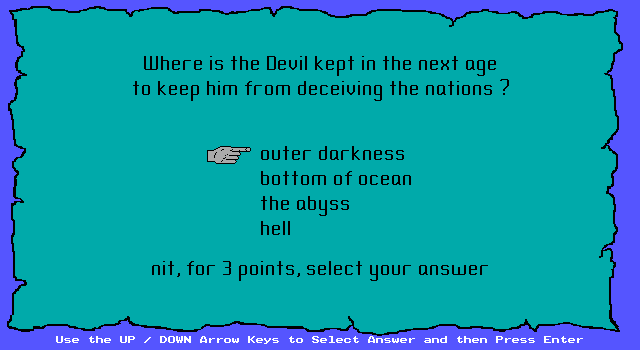 Where is the Devil kept in the next age
to keep him from deceiving the nations ?
outer darkness
bottom of ocean
the abyss
hell
nit, for 3 points, select your answer
Use the UP / DOWN Arrow Keys to Select Answer and then Press Enter